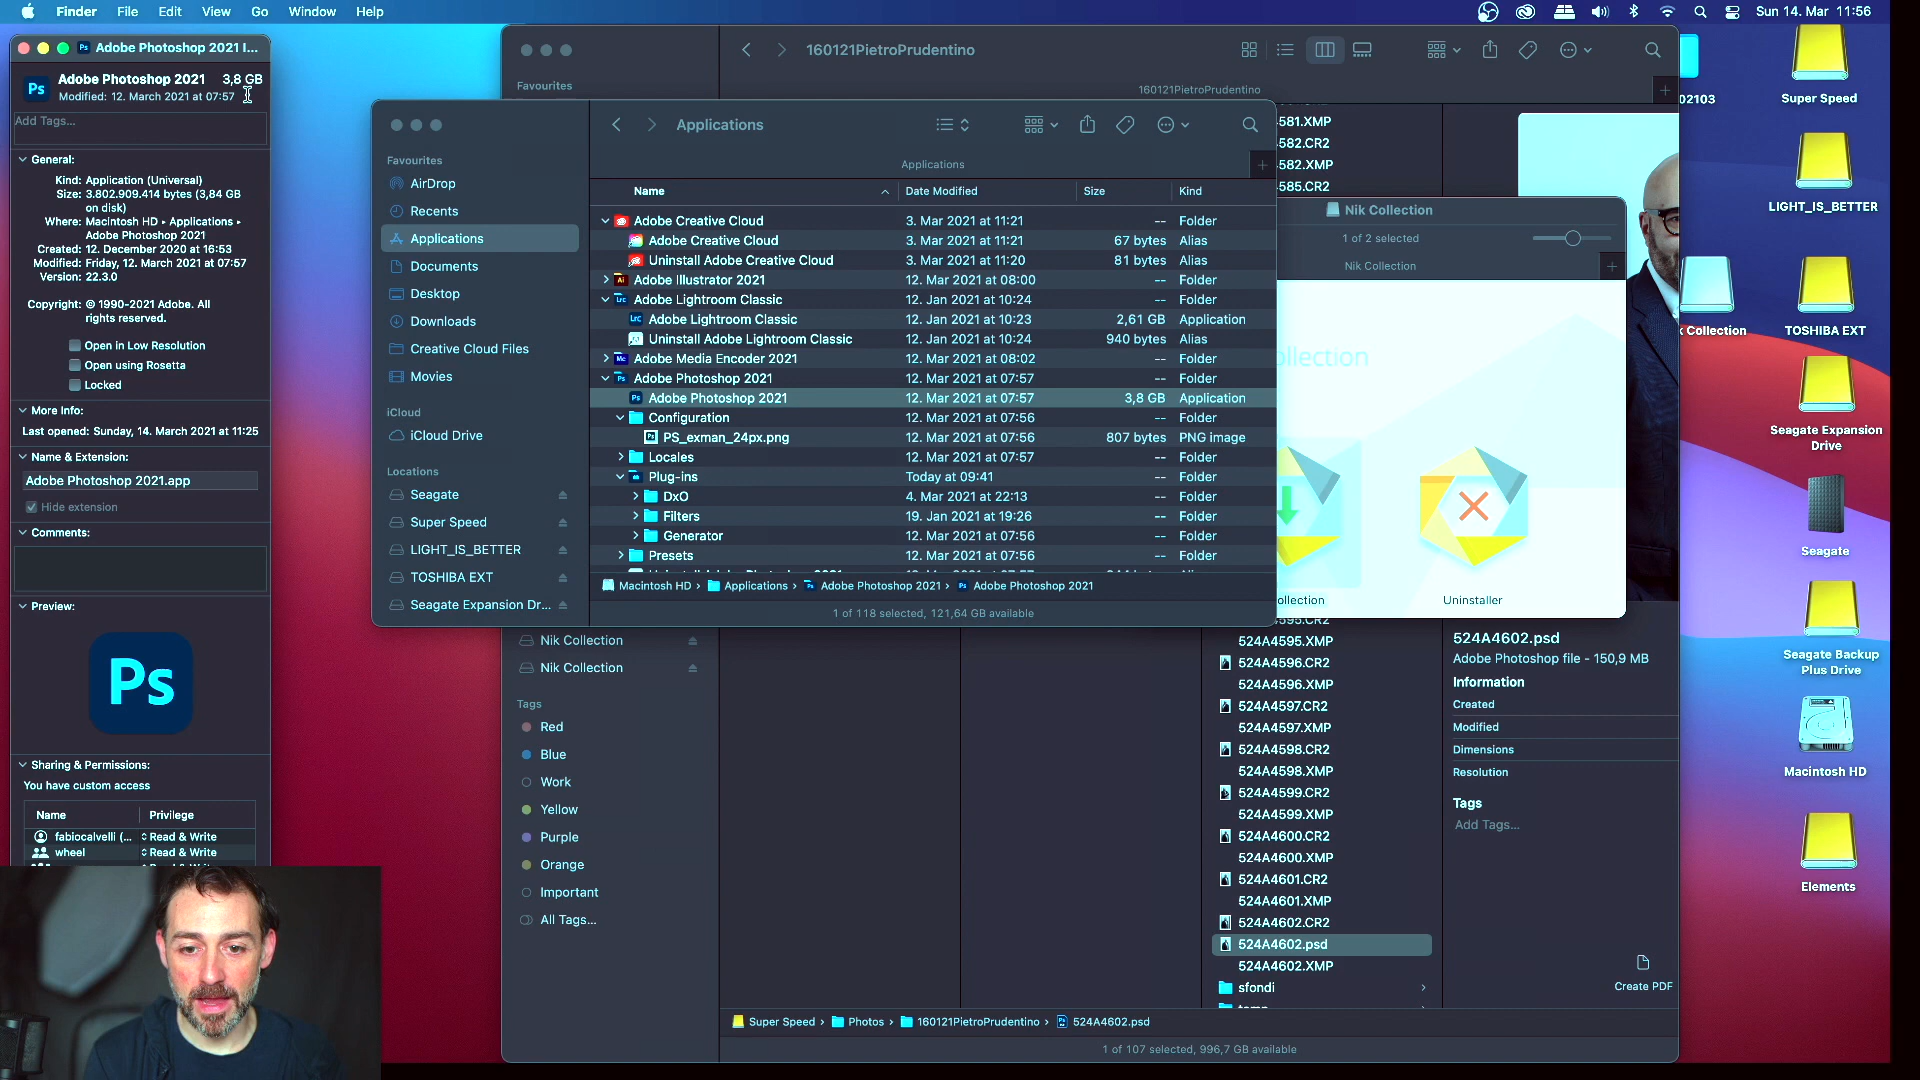 Finder File Edit View Go Window Help
Sun 14. Mar 11:56
Ps Adobe Photoshop 2021 I...
Ps
Adobe Photoshop 2021 3,8 GB
Modified: 12. March 2021 at 07:57
Add Tags...
General:
Kind: Application (Universal)
Size: 3.802.909.414 bytes (3,84 GB
on disk)
Where: Macintosh HD ▸ Applications ▸
Adobe Photoshop 2021
Created: 12. December 2020 at 16:53
Modified: Friday, 12. March 2021 at 07:57
Version: 22.3.0
Copyright: © 1990-2021 Adobe. All
rights reserved.
Open in Low Resolution
Open using Rosetta
Locked
More Info:
Last opened: Sunday, 14. March 2021 at 11:25
Name & Extension:
Adobe Photoshop 2021.app
Hide extension
Comments:
Preview:
Ps
Sharing & Permissions:
You have custom access
Name Privilege
fabiocalvelli (... Read & Write
wheel Read & Write
160121PietroPrudentino
Favourites
160121PietroPrudentino
Applications
Applications
Favourites
AirDrop
Recents
Applications
Documents
Desktop
Downloads
Creative Cloud Files
Movies
iCloud
iCloud Drive
Locations
Seagate
Super Speed
LIGHT_IS_BETTER
TOSHIBA EXT
Seagate Expansion Dr...
Name Date Modified Size Kind
Adobe Creative Cloud 3. Mar 2021 at 11:21 -- Folder
Adobe Creative Cloud 3. Mar 2021 at 11:21 67 bytes Alias
Uninstall Adobe Creative Cloud 3. Mar 2021 at 11:20 81 bytes Alias
Adobe Illustrator 2021 12. Mar 2021 at 08:00 -- Folder
Adobe Lightroom Classic 12. Jan 2021 at 10:24 -- Folder
Adobe Lightroom Classic 12. Jan 2021 at 10:23 2,61 GB Application
Uninstall Adobe Lightroom Classic 12. Jan 2021 at 10:24 940 bytes Alias
Adobe Media Encoder 2021 12. Mar 2021 at 08:02 -- Folder
Adobe Photoshop 2021 12. Mar 2021 at 07:57 -- Folder
Adobe Photoshop 2021 12. Mar 2021 at 07:57 3,8 GB Application
Configuration 12. Mar 2021 at 07:56 -- Folder
PS_exman_24px.png 12. Mar 2021 at 07:56 807 bytes PNG image
Locales 12. Mar 2021 at 07:57 -- Folder
Plug-ins Today at 09:41 -- Folder
DxO 4. Mar 2021 at 22:13 -- Folder
Filters 19. Jan 2021 at 19:26 -- Folder
Generator 12. Mar 2021 at 07:56 -- Folder
Presets 12. Mar 2021 at 07:56 -- Folder
Macintosh HD › Applications › Adobe Photoshop 2021 › Adobe Photoshop 2021
1 of 118 selected, 121,64 GB available
581.XMP
582.CR2
582.XMP
585.CR2
Nik Collection
1 of 2 selected
Nik Collection
ollection
ollection
Uninstaller
Nik Collection
Nik Collection
Tags
Red
Blue
Work
Yellow
Purple
Orange
Important
All Tags...
524A4595.XMP
524A4596.CR2
524A4596.XMP
524A4597.CR2
524A4597.XMP
524A4598.CR2
524A4598.XMP
524A4599.CR2
524A4599.XMP
524A4600.CR2
524A4600.XMP
524A4601.CR2
524A4601.XMP
524A4602.CR2
524A4602.psd
524A4602.XMP
sfondi
524A4602.psd
Adobe Photoshop file - 150,9 MB
Information
Created
Modified
Dimensions
Resolution
Tags
Add Tags...
Create PDF
Super Speed › Photos › 160121PietroPrudentino › 524A4602.psd
1 of 107 selected, 996,7 GB available
02103
Super Speed
LIGHT_IS_BETTER
k Collection
TOSHIBA EXT
Seagate Expansion
Drive
Seagate
Seagate Backup
Plus Drive
Macintosh HD
Elements